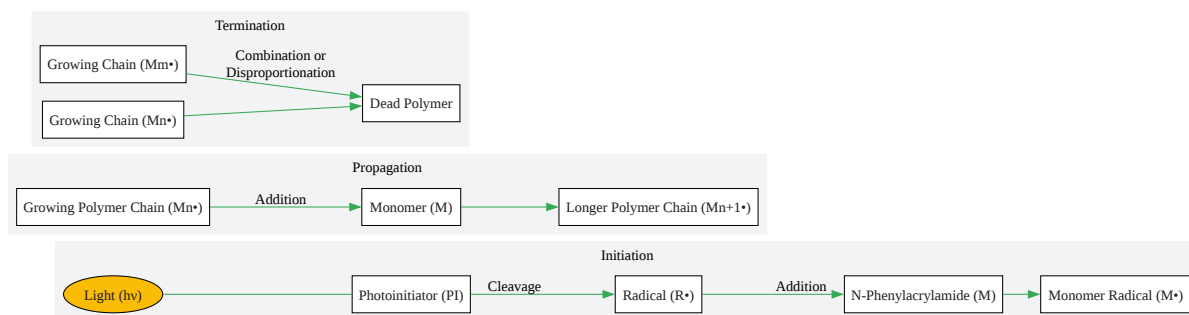 Termination
Growing Chain (Mm•)
Combination or
Disproportionation
Growing Chain (Mn•)
Dead Polymer
Propagation
Growing Polymer Chain (Mn•)
Addition
Monomer (M)
Longer Polymer Chain (Mn+1•)
Initiation
Light (hν)
Photoinitiator (PI)
Cleavage
Radical (R•)
Addition
N-Phenylacrylamide (M)
Monomer Radical (M•)